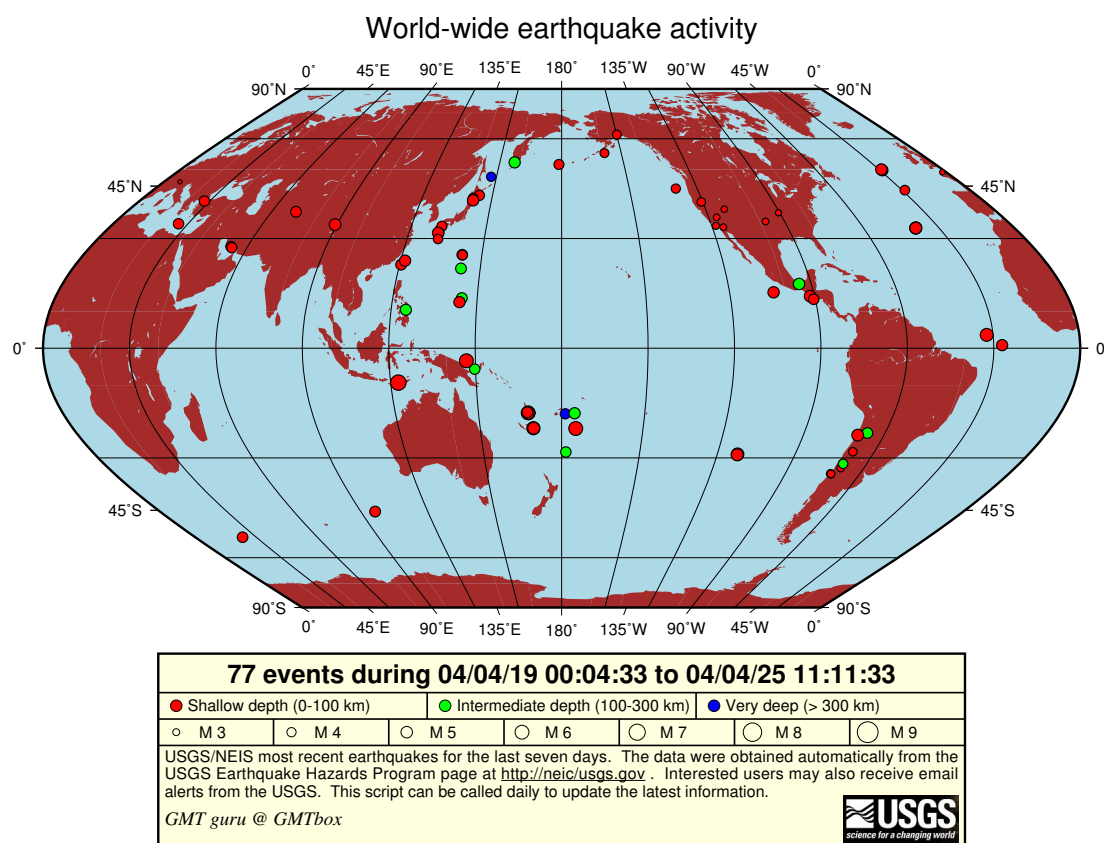 World-wide earthquake activity
0˚ 45˚E 90˚E 135˚E 180˚ 135˚W 90˚W 45˚W 0˚
90˚N 90˚N
45˚N 45˚N
0˚ 0
45˚S 45˚S
90˚S 90˚S
0˚ 45˚E 90˚E 135˚E 180˚ 135˚W 90˚W 45˚W 0˚
77 events during 04/04/19 00:04:33 to 04/04/25 11:11:33
Shallow depth (0-100 km) Intermediate depth (100-300 km) Very deep (> 300 km)
M 3 M 4 M 5 M 6 M 7 M 8 M 9
USGS/NEIS most recent earthquakes for the last seven days. The data were obtained automatically from the
USGS Earthquake Hazards Program page at http://neic/usgs.gov . Interested users may also receive email
alerts from the USGS. This script can be called daily to update the latest information.
GMT guru @ GMTbox
USGS
science for a changing world